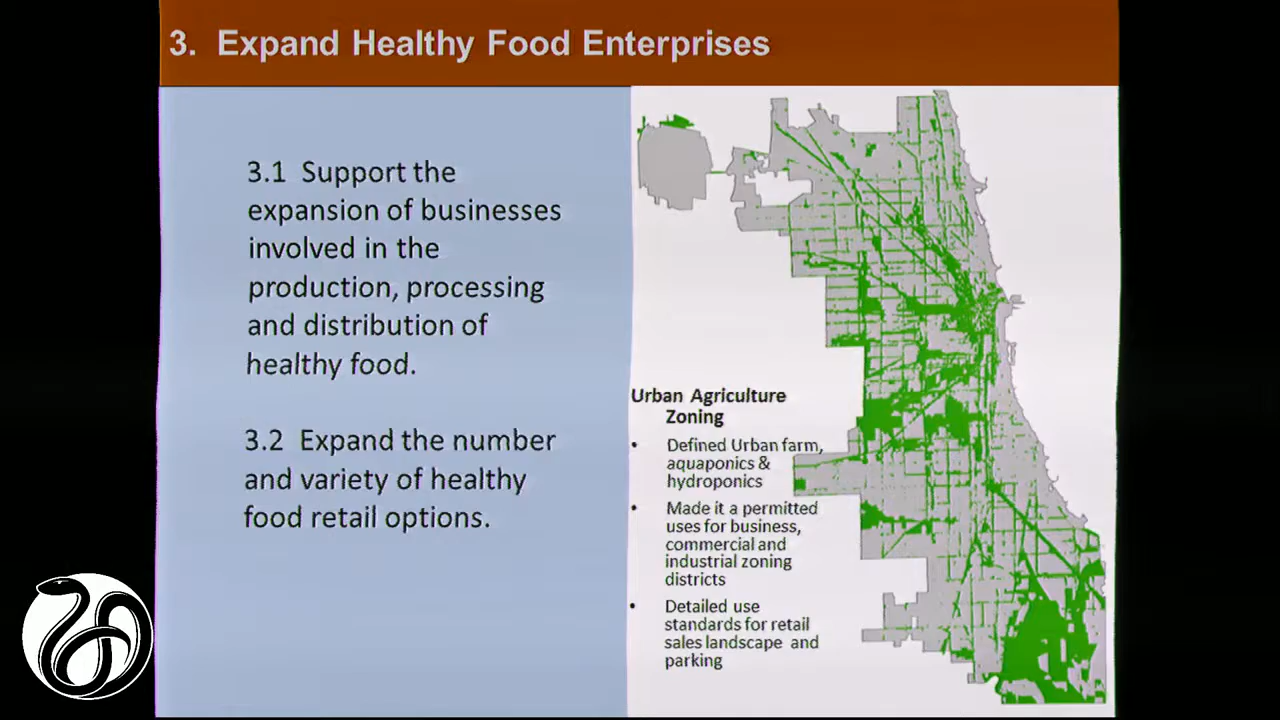 3. Expand Healthy Food Enterprises
3.1 Support the
expansion of businesses
involved in the
production, processing
and distribution of
healthy food.
3.2 Expand the number
and variety of healthy
food retail options.
Urban Agriculture
Zoning
• Defined Urban farm,
aquaponics &
hydroponics
• Made it a permitted
uses for business,
commercial and
industrial zoning
districts
• Detailed use
standards for retail
sales landscape and
parking